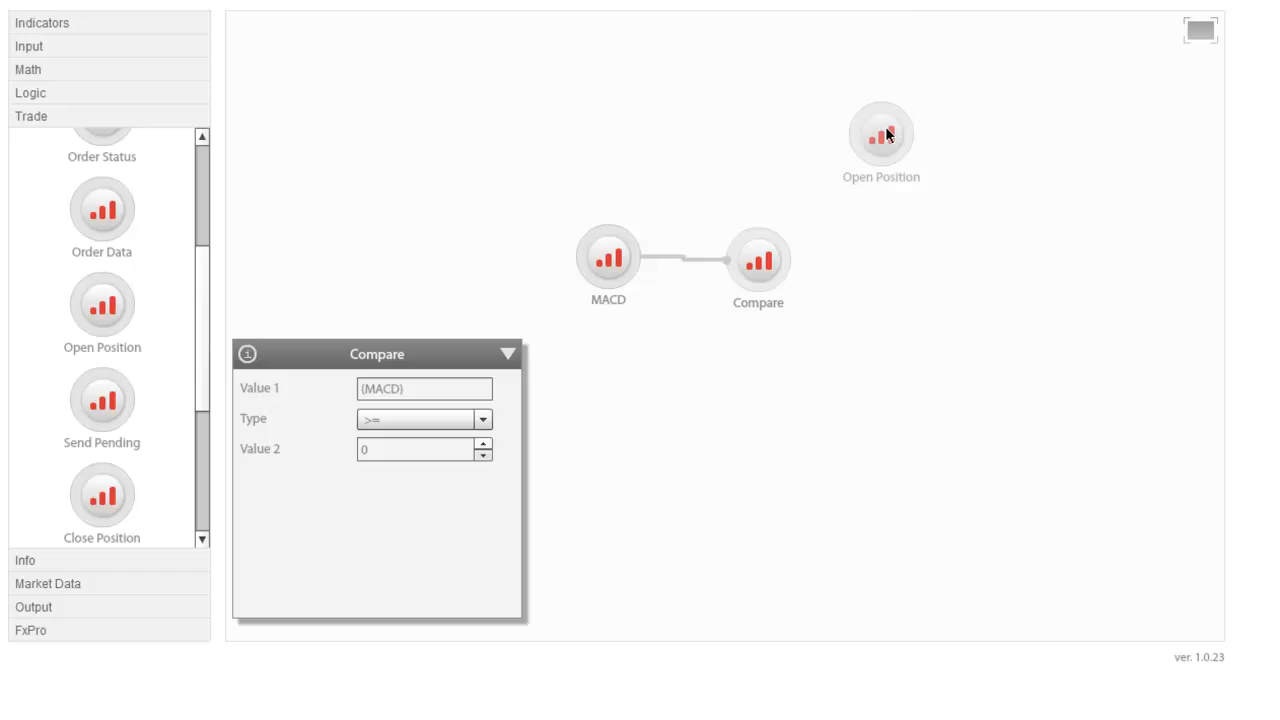 Indicators
Input
Math
Logic
Trade
Order Status
Order Data
Open Position
Send Pending
Close Position
Info
Market Data
Output
FxPro
Open Position
MACD
Compare
Compare
Value 1 (MACD)
Type >=
Value 2 0
ver. 1.0.23